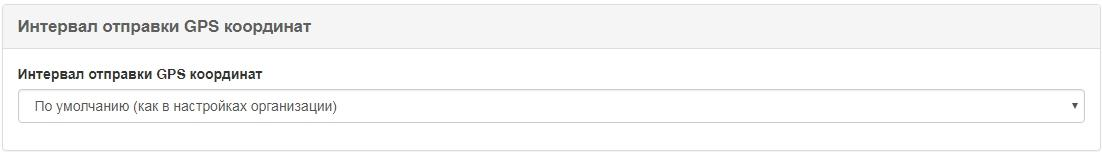 Интервал отправки GPS координат
Интервал отправки GPS координат
По умолчанию (как в настройках организации)